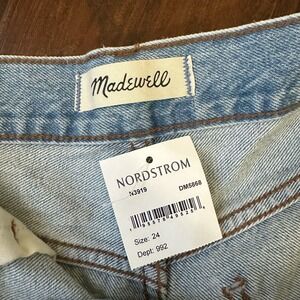 Madewell
NORDSTROM
N3919 DM5868
Size: 24
Dept: 992